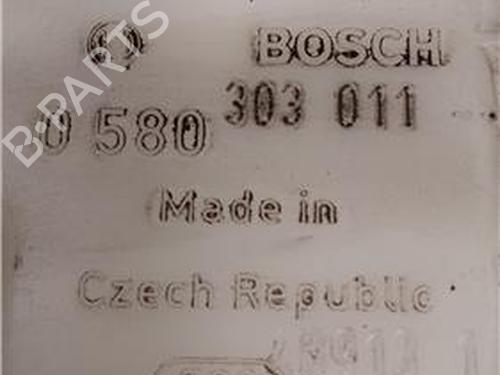 BOSCH
0 580 303 011
Made in
Czech Republic
B-PARTS